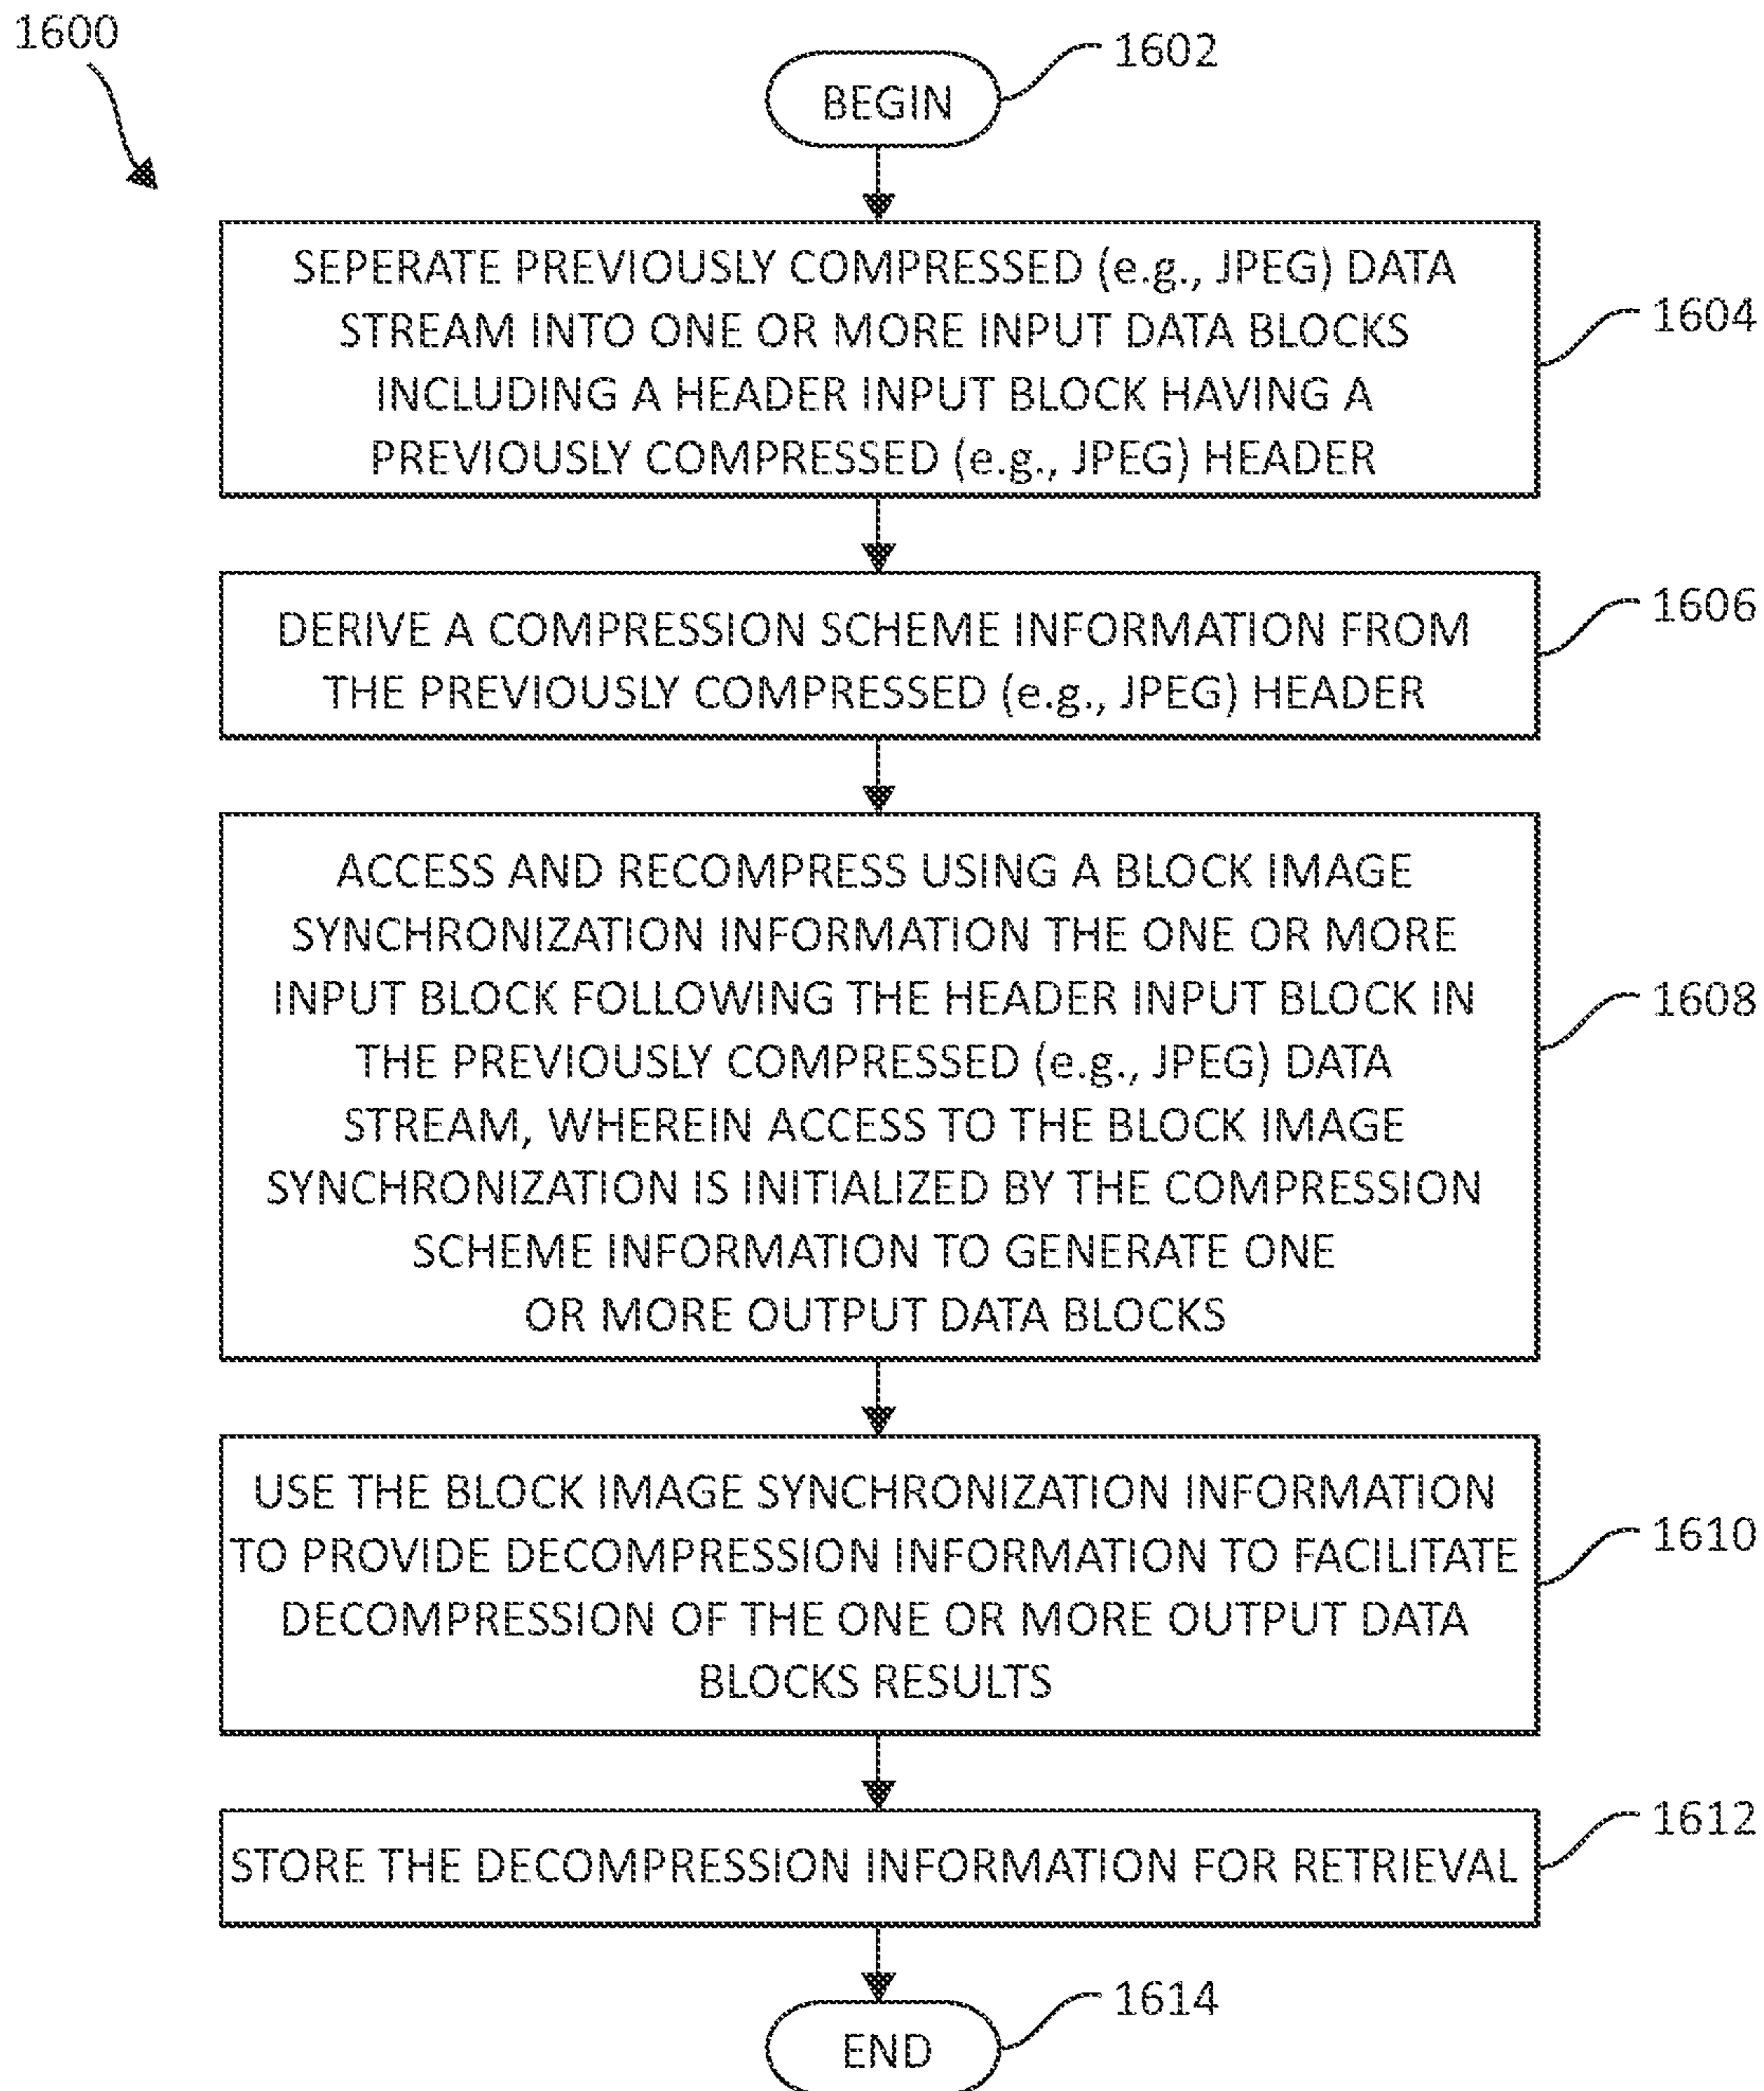 1600
BEGIN
1602
SEPERATE PREVIOUSLY COMPRESSED (e.g., JPEG) DATA
STREAM INTO ONE OR MORE INPUT DATA BLOCKS
INCLUDING A HEADER INPUT BLOCK HAVING A
PREVIOUSLY COMPRESSED (e.g., JPEG) HEADER
1604
DERIVE A COMPRESSION SCHEME INFORMATION FROM
THE PREVIOUSLY COMPRESSED (e.g., JPEG) HEADER
1606
ACCESS AND RECOMPRESS USING A BLOCK IMAGE
SYNCHRONIZATION INFORMATION THE ONE OR MORE
INPUT BLOCK FOLLOWING THE HEADER INPUT BLOCK IN
THE PREVIOUSLY COMPRESSED (e.g., JPEG) DATA
STREAM, WHEREIN ACCESS TO THE BLOCK IMAGE
SYNCHRONIZATION IS INITIALIZED BY THE COMPRESSION
SCHEME INFORMATION TO GENERATE ONE
OR MORE OUTPUT DATA BLOCKS
1608
USE THE BLOCK IMAGE SYNCHRONIZATION INFORMATION
TO PROVIDE DECOMPRESSION INFORMATION TO FACILITATE
DECOMPRESSION OF THE ONE OR MORE OUTPUT DATA
BLOCKS RESULTS
1610
STORE THE DECOMPRESSION INFORMATION FOR RETRIEVAL
1612
END
1614